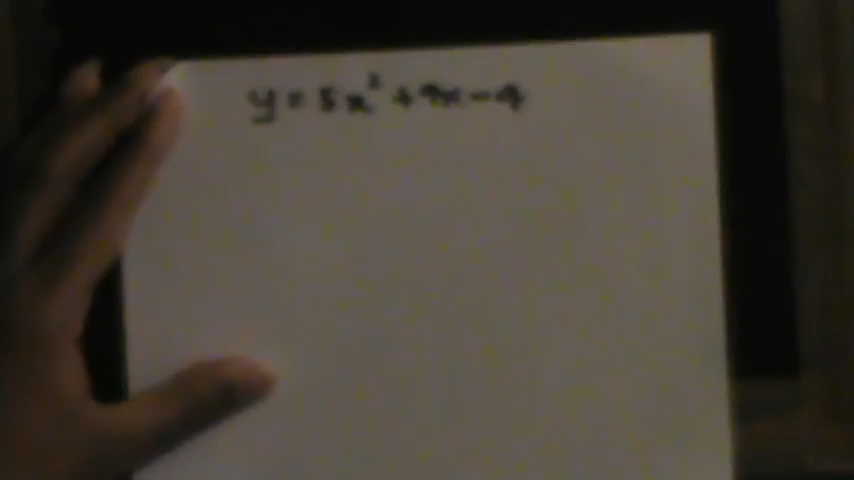 y = 5x² + 9x - 4